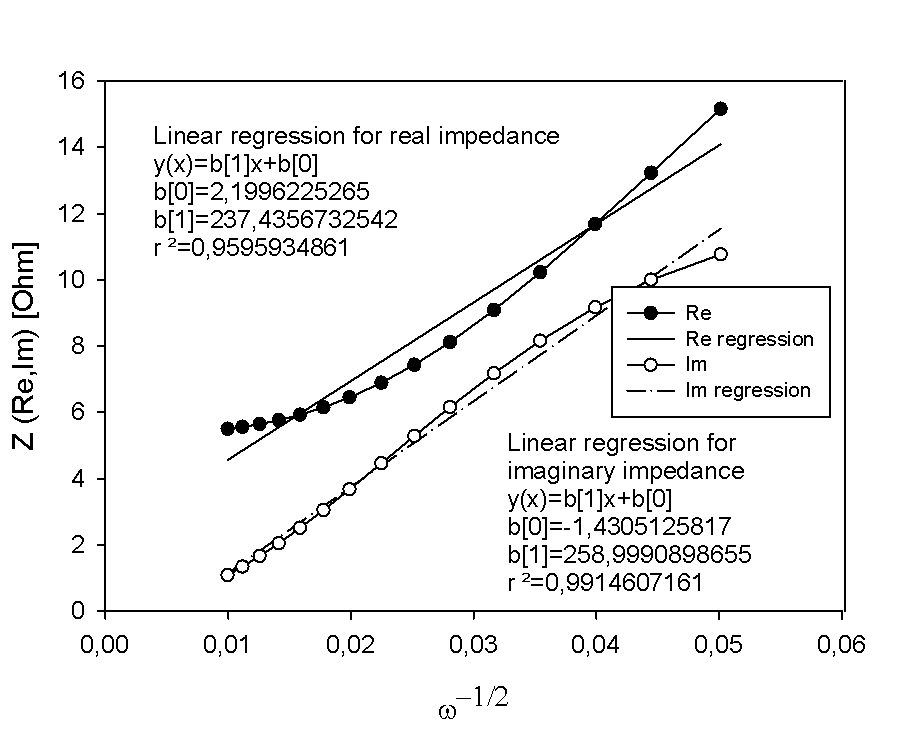 16
14
12
10
8
6
4
2
0
Z (Re,Im) [Ohm]
Linear regression for real impedance
y(x)=b[1]x+b[0]
b[0]=2,1996225265
b[1]=237,4356732542
r ²=0,9595934861
Re
Re regression
Im
Im regression
Linear regression for
imaginary impedance
y(x)=b[1]x+b[0]
b[0]=-1,4305125817
b[1]=258,9990898655
r ²=0,9914607161
0,00 0,01 0,02 0,03 0,04 0,05 0,06
ω−1/2